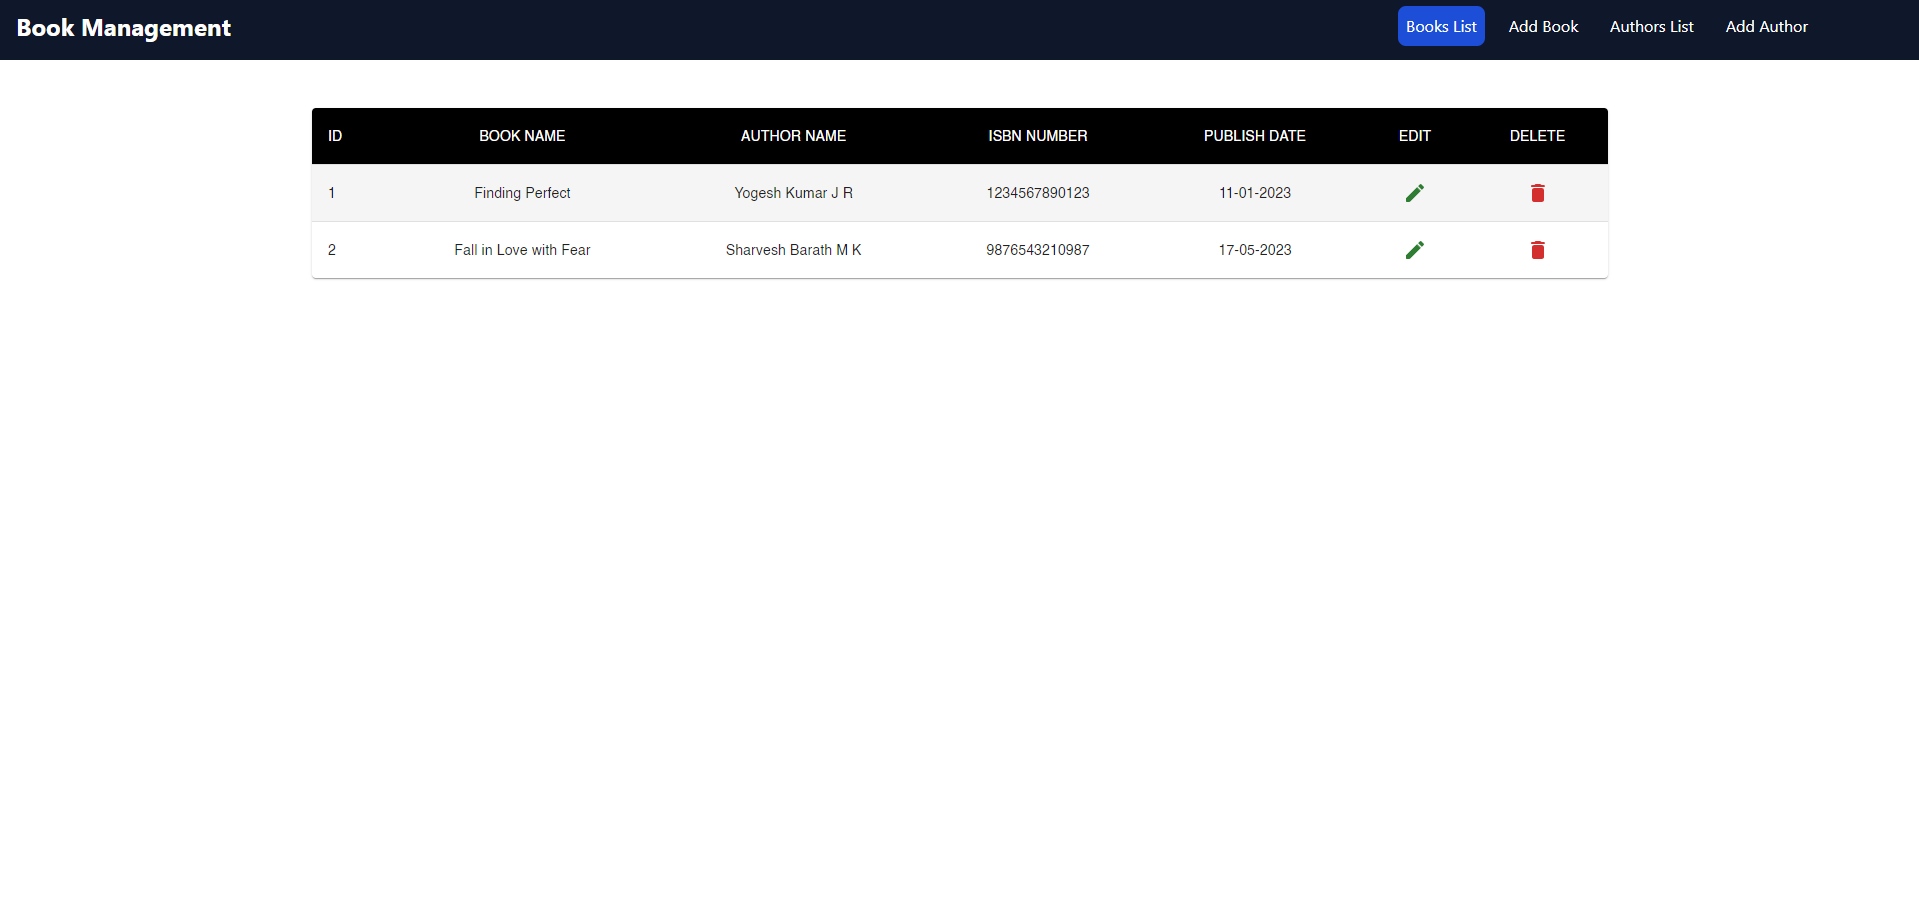 Book Management
Books List Add Book Authors List Add Author
ID BOOK NAME AUTHOR NAME ISBN NUMBER PUBLISH DATE EDIT DELETE
1 Finding Perfect Yogesh Kumar J R 1234567890123 11-01-2023
2 Fall in Love with Fear Sharvesh Barath M K 9876543210987 17-05-2023